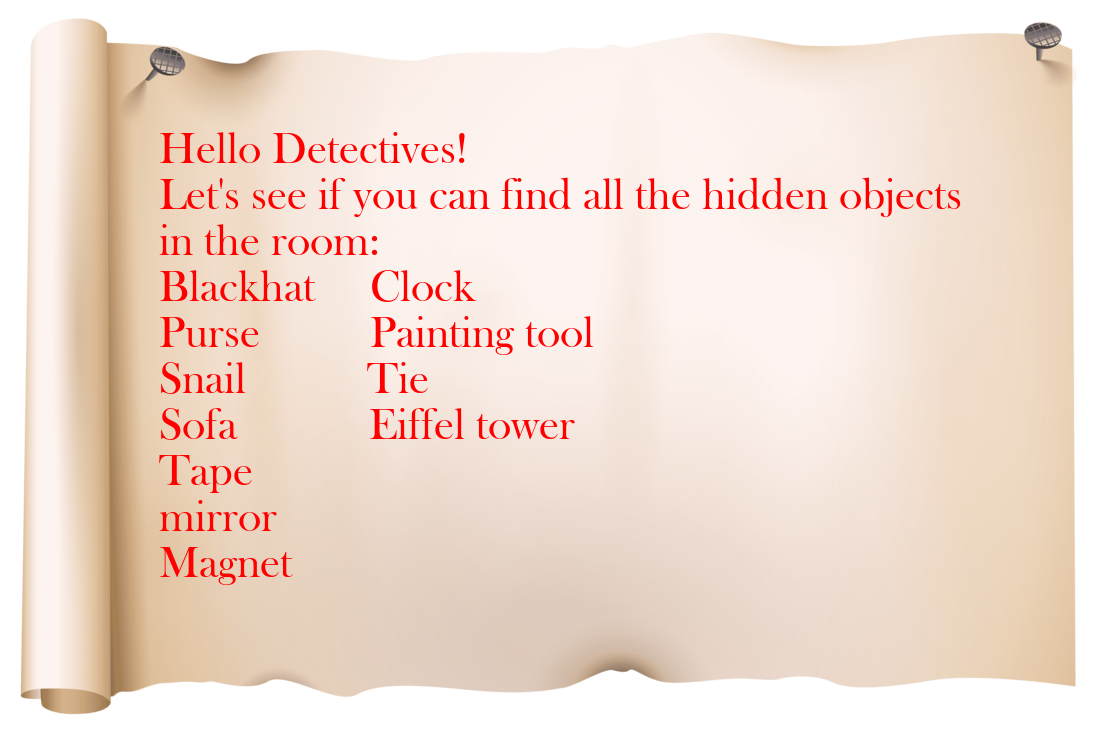 Hello Detectives!
Let's see if you can find all the hidden objects
in the room:
Blackhat Clock
Purse Painting tool
Snail Tie
Sofa Eiffel tower
Tape
mirror
Magnet